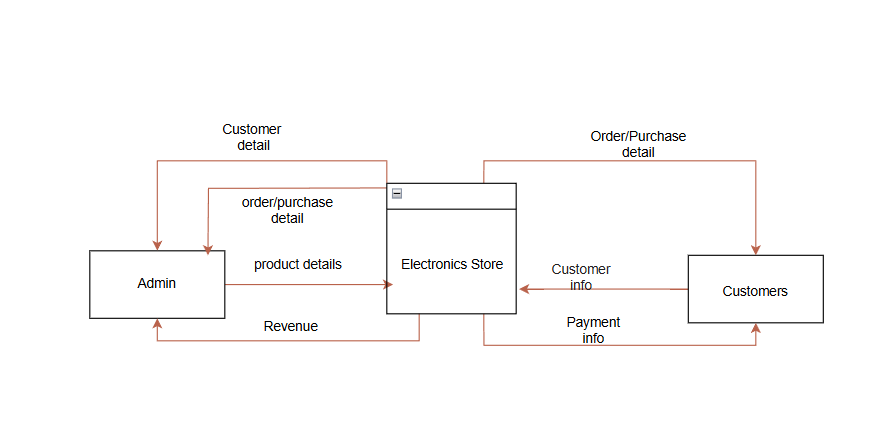 Customer
detail
Order/Purchase
detail
order/purchase
detail
product details
Electronics Store
Customer
info
Admin
Customers
Revenue
Payment
info